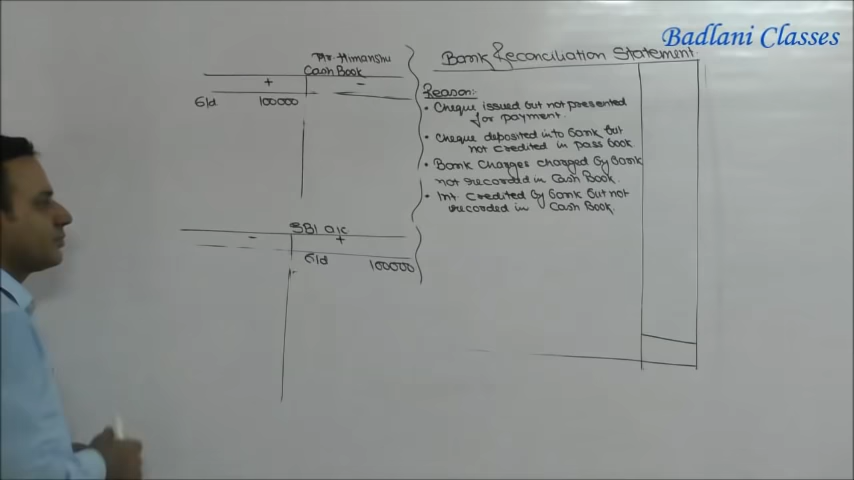 Badlani Classes
Mr Himanshu
Cash Book
+ -
b/d 100000
SBI a/c
- +
b/d 100000
Bank Reconciliation Statement
Reason:-
• Cheque issued but not presented
for payment.
• Cheque deposited into bank but
not credited in pass book
• Bank charges charged by bank
not recorded in Cash Book.
• Int credited by bank but not
recorded in Cash Book.